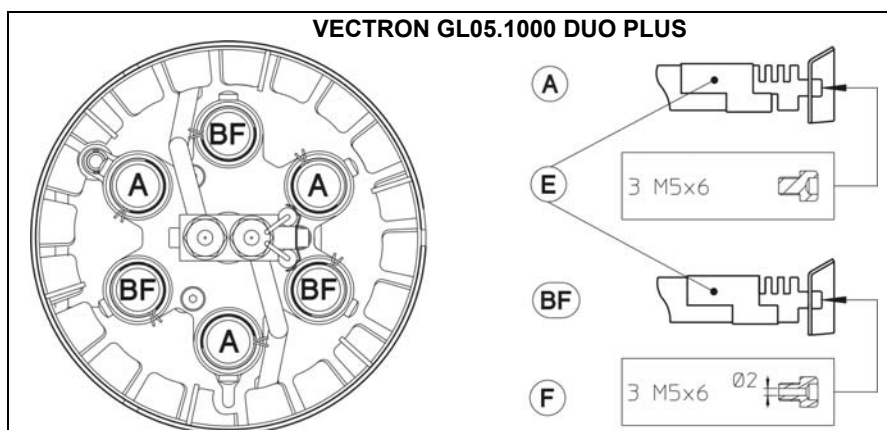 VECTRON GL05.1000 DUO PLUS
BF
A
A
BF
BF
A
A
E
3 M5x6
BF
F
3 M5x6 Ø2